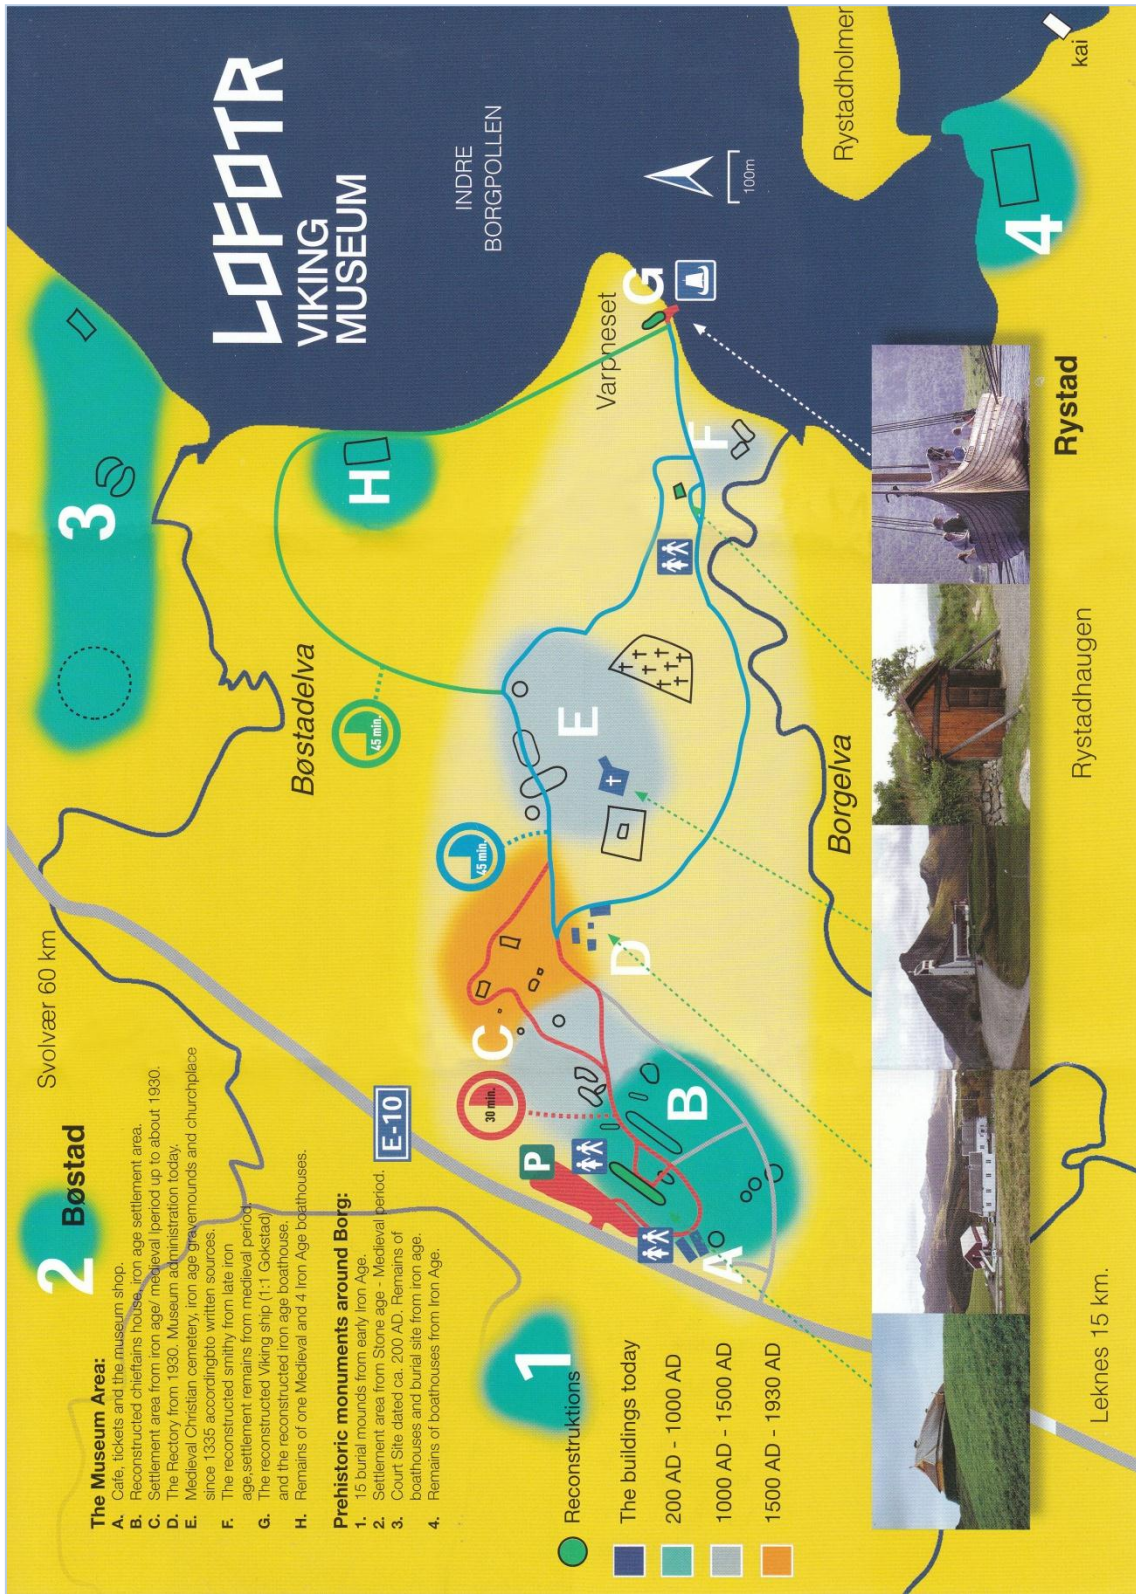 LOFOTR
VIKING
MUSEUM
INDRE
BORGPOLLEN
100m
Rystadholmer
kai
Svolvær 60 km
2
Bøstad
The Museum Area:
A. Cafe, tickets and the museum shop.
B. Reconstructed chieftains house, iron age settlement area.
C. Settlement area from iron age/ medieval |period up to about 1930.
D. The Rectory from 1930. Museum administration today.
E. Medieval Christian cemetery, iron age gravemounds and churchplace
since 1335 accordingbto written sources.
F. The reconstructed smithy from late iron
age,settlement remains from medieval period.
G. The reconstructed Viking ship (1:1 Gokstad)
and the reconstructed iron age boathouse.
H. Remains of one Medieval and 4 Iron Age boathouses.
Prehistoric monuments around Borg:
1. 15 burial mounds from early Iron Age.
2. Settlement area from Stone age - Medieval period.
3. Court Site dated ca. 200 AD. Remains of
boathouses and burial site from iron age.
4. Remains of boathouses from Iron Age.
E-10
3
Bøstadelva
H
45 min.
45 min.
30 min.
P
1
A
B
C
D
E
F
G
Varpneset
4
Borgelva
Reconstruktions
The buildings today
200 AD - 1000 AD
1000 AD - 1500 AD
1500 AD - 1930 AD
Leknes 15 km.
Rystadhaugen
Rystad